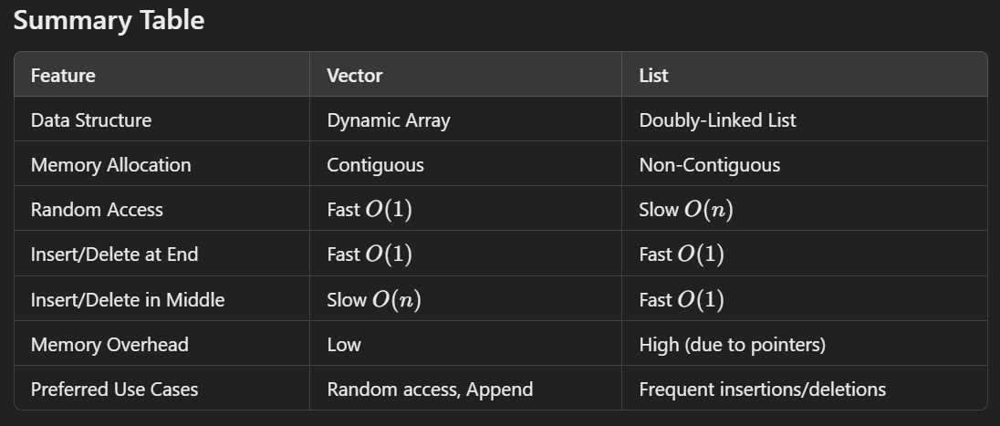 Summary Table
Feature Vector List
Data Structure Dynamic Array Doubly-Linked List
Memory Allocation Contiguous Non-Contiguous
Random Access Fast O(1) Slow O(n)
Insert/Delete at End Fast O(1) Fast O(1)
Insert/Delete in Middle Slow O(n) Fast O(1)
Memory Overhead Low High (due to pointers)
Preferred Use Cases Random access, Append Frequent insertions/deletions